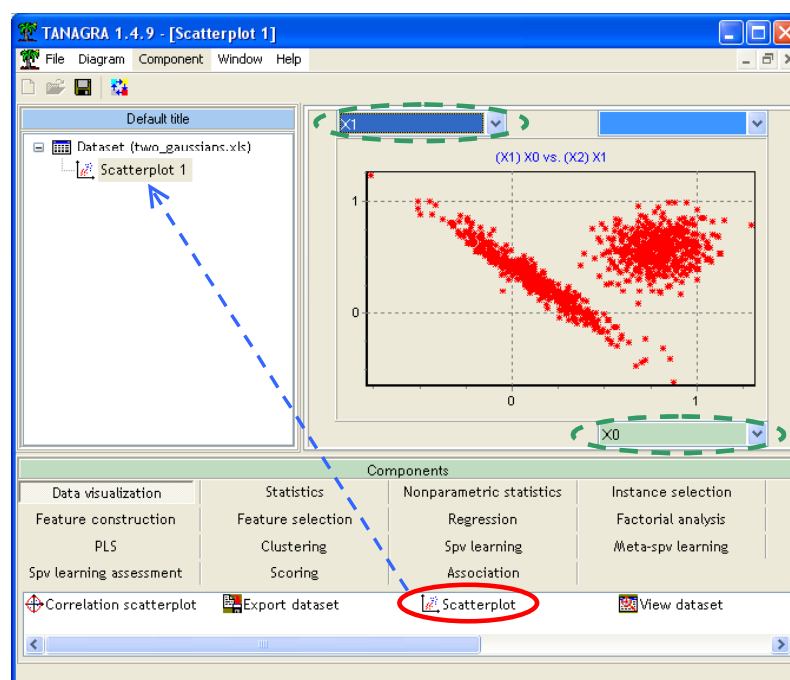 TANAGRA 1.4.9 - [Scatterplot 1]
File Diagram Component Window Help
Default title
Dataset (two_gaussians.xls)
Scatterplot 1
X1
(X1) X0 vs. (X2) X1
1
0
0 1
X0
Components
Data visualization Statistics Nonparametric statistics Instance selection
Feature construction Feature selection Regression Factorial analysis
PLS Clustering Spv learning Meta-spv learning
Spv learning assessment Scoring Association
Correlation scatterplot Export dataset Scatterplot View dataset